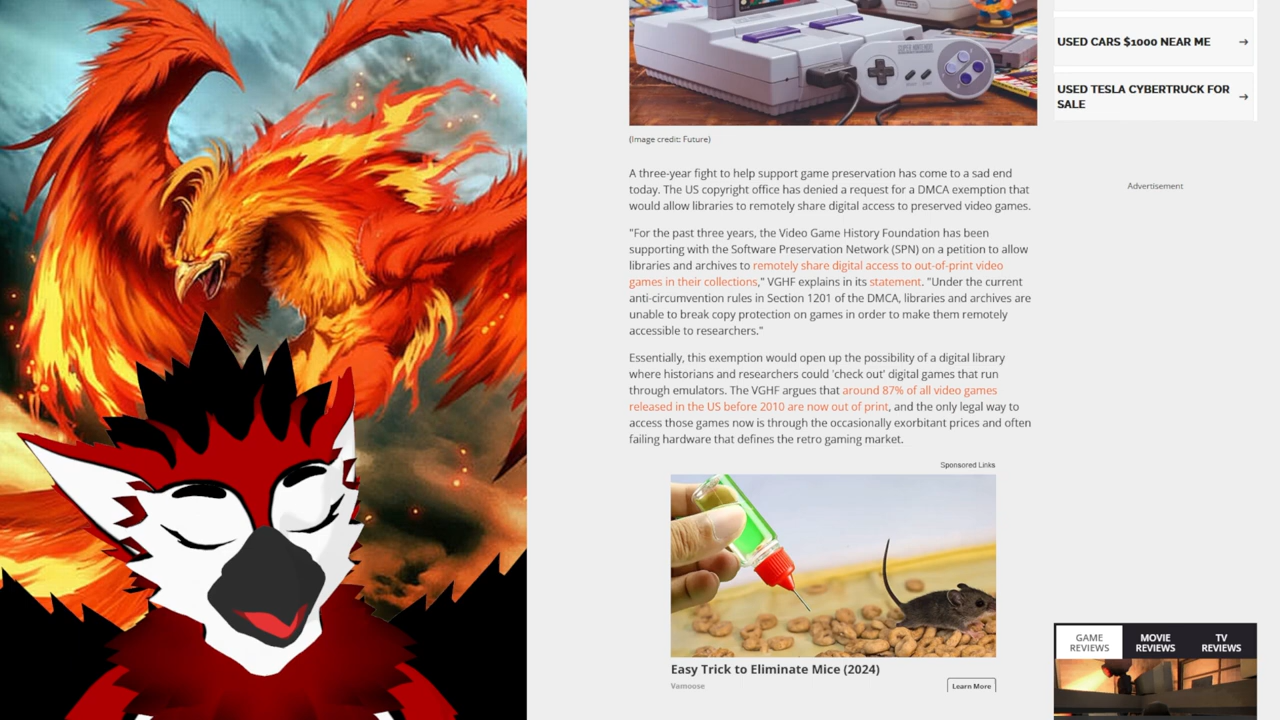 SUPER NINTENDO
(Image credit: Future)
A three-year fight to help support game preservation has come to a sad end
today. The US copyright office has denied a request for a DMCA exemption that
would allow libraries to remotely share digital access to preserved video games.
"For the past three years, the Video Game History Foundation has been
supporting with the Software Preservation Network (SPN) on a petition to allow
libraries and archives to remotely share digital access to out-of-print video
games in their collections," VGHF explains in its statement. "Under the current
anti-circumvention rules in Section 1201 of the DMCA, libraries and archives are
unable to break copy protection on games in order to make them remotely
accessible to researchers."
Essentially, this exemption would open up the possibility of a digital library
where historians and researchers could 'check out' digital games that run
through emulators. The VGHF argues that around 87% of all video games
released in the US before 2010 are now out of print, and the only legal way to
access those games now is through the occasionally exorbitant prices and often
failing hardware that defines the retro gaming market.
Sponsored Links
Easy Trick to Eliminate Mice (2024)
Vamoose
Learn More
USED CARS $1000 NEAR ME
USED TESLA CYBERTRUCK FOR
SALE
Advertisement
GAME
REVIEWS
MOVIE
REVIEWS
TV
REVIEWS